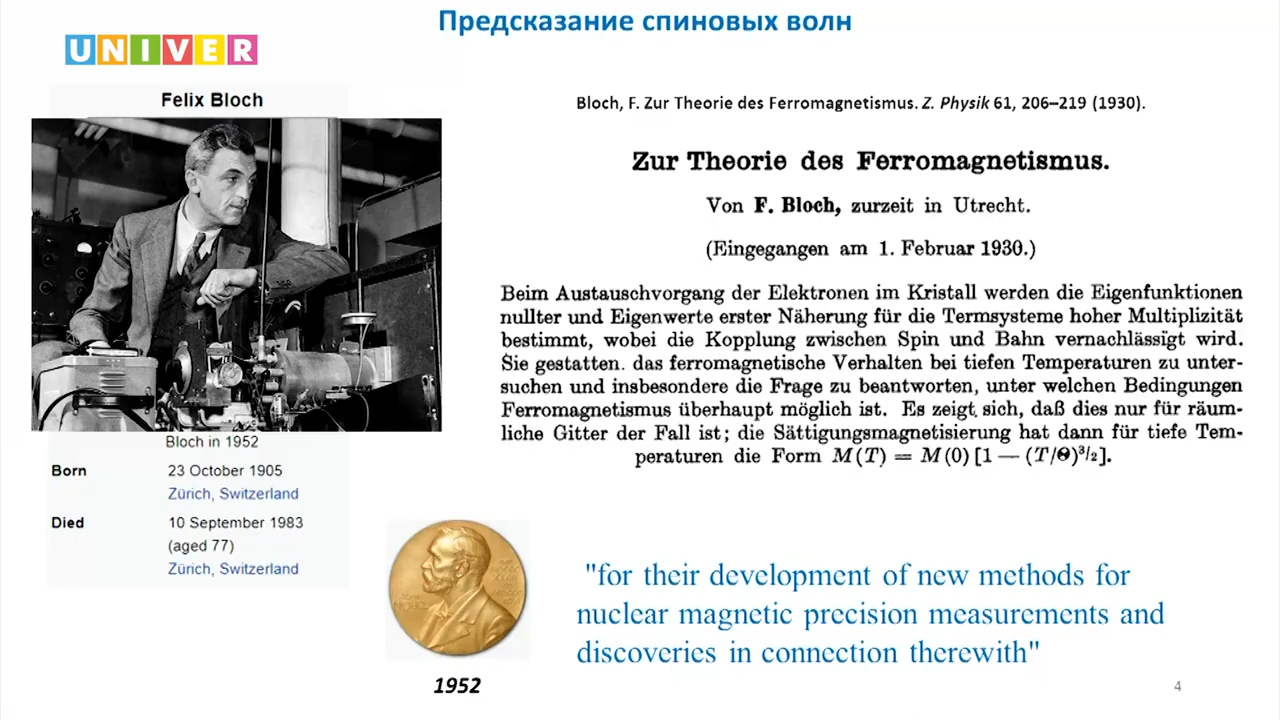 Предсказание спиновых волн
UNIVER
Felix Bloch
Bloch in 1952
Born 23 October 1905
Zürich, Switzerland
Died 10 September 1983
(aged 77)
Zürich, Switzerland
Bloch, F. Zur Theorie des Ferromagnetismus. Z. Physik 61, 206–219 (1930).
Zur Theorie des Ferromagnetismus.
Von F. Bloch, zurzeit in Utrecht.
(Eingegangen am 1. Februar 1930.)
Beim Austauschvorgang der Elektronen im Kristall werden die Eigenfunktionen
nullter und Eigenwerte erster Näherung für die Termsysteme hoher Multiplizität
bestimmt, wobei die Kopplung zwischen Spin und Bahn vernachlässigt wird.
Sie gestatten. das ferromagnetische Verhalten bei tiefen Temperaturen zu unter-
suchen und insbesondere die Frage zu beantworten, unter welchen Bedingungen
Ferromagnetismus überhaupt möglich ist. Es zeigt sich, daß dies nur für räum-
liche Gitter der Fall ist; die Sättigungsmagnetisierung hat dann für tiefe Tem-
peraturen die Form M(T) = M(0) [1 — (T/Θ)³/₂].
1952
"for their development of new methods for
nuclear magnetic precision measurements and
discoveries in connection therewith"
4